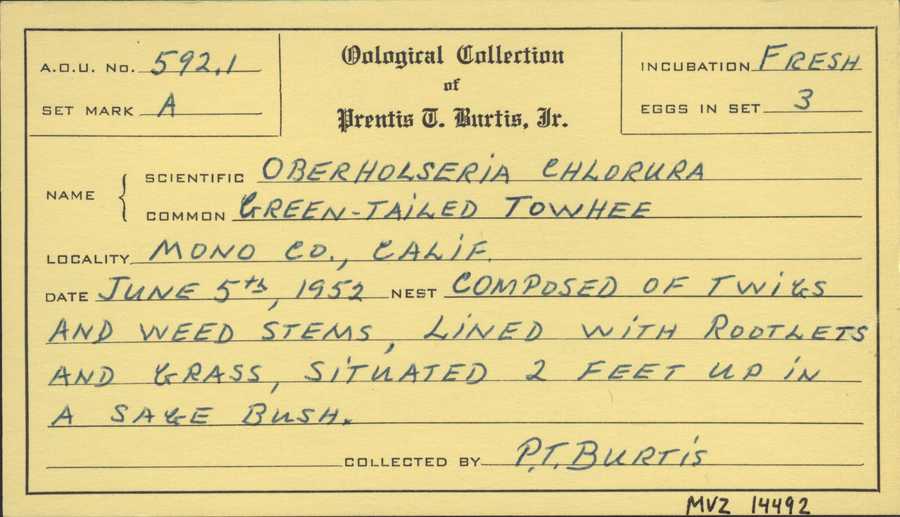 A.O.U. No. 592.1
SET MARK A
Oological Collection
of
Prentis T. Burtis, Jr.
INCUBATION FRESH
EGGS IN SET 3
NAME
SCIENTIFIC OBERHOLSERIA CHLORURA
COMMON GREEN-TAILED TOWHEE
LOCALITY MONO CO., CALIF.
DATE JUNE 5th, 1952 NEST COMPOSED OF TWIGS
AND WEED STEMS, LINED WITH ROOTLETS
AND GRASS, SITUATED 2 FEET UP IN
A SAGE BUSH.
COLLECTED BY P.T. BURTIS
MVZ 14492